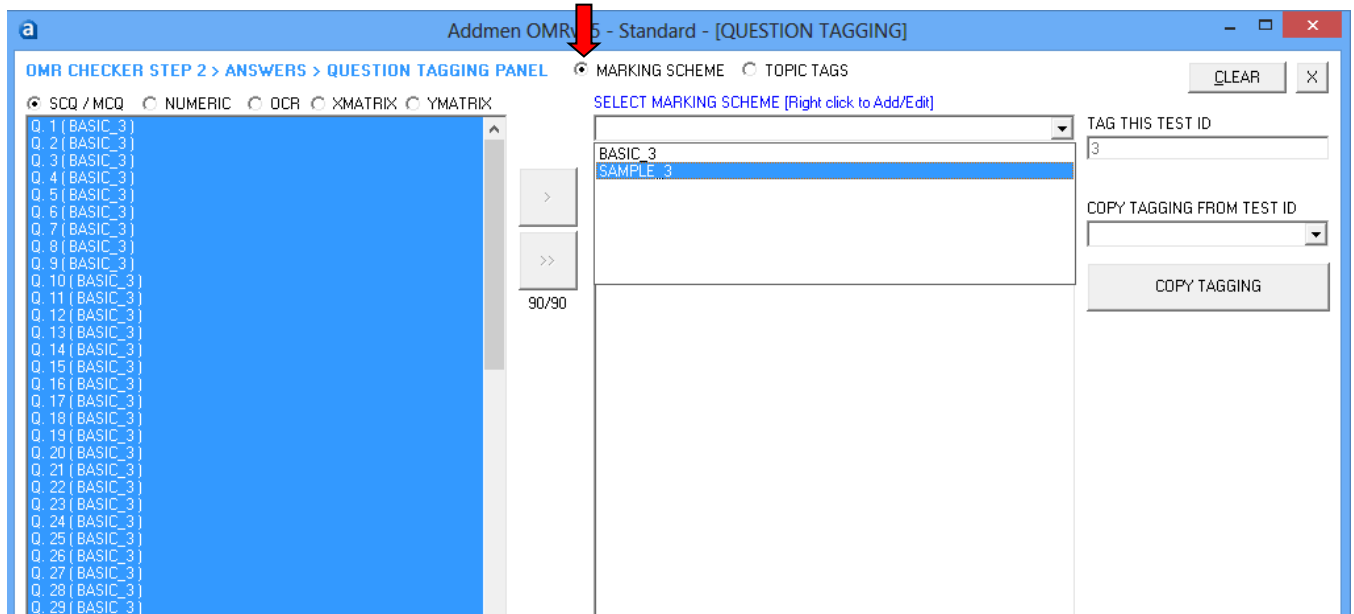 a
Addmen OMRv 5 - Standard - [QUESTION TAGGING]
OMR CHECKER STEP 2 > ANSWERS > QUESTION TAGGING PANEL
MARKING SCHEME
TOPIC TAGS
CLEAR
X
SCQ / MCQ
NUMERIC
OCR
XMATRIX
YMATRIX
Q. 1 ( BASIC_3 )
Q. 2 ( BASIC_3 )
Q. 3 ( BASIC_3 )
Q. 4 ( BASIC_3 )
Q. 5 ( BASIC_3 )
Q. 6 ( BASIC_3 )
Q. 7 ( BASIC_3 )
Q. 8 ( BASIC_3 )
Q. 9 ( BASIC_3 )
Q. 10 ( BASIC_3 )
Q. 11 ( BASIC_3 )
Q. 12 ( BASIC_3 )
Q. 13 ( BASIC_3 )
Q. 14 ( BASIC_3 )
Q. 15 ( BASIC_3 )
Q. 16 ( BASIC_3 )
Q. 17 ( BASIC_3 )
Q. 18 ( BASIC_3 )
Q. 19 ( BASIC_3 )
Q. 20 ( BASIC_3 )
Q. 21 ( BASIC_3 )
Q. 22 ( BASIC_3 )
Q. 23 ( BASIC_3 )
Q. 24 ( BASIC_3 )
Q. 25 ( BASIC_3 )
Q. 26 ( BASIC_3 )
Q. 27 ( BASIC_3 )
Q. 28 ( BASIC_3 )
Q. 29 ( BASIC_3 )
>
>>
90/90
SELECT MARKING SCHEME [Right click to Add/Edit]
BASIC_3
SAMPLE_3
TAG THIS TEST ID
3
COPY TAGGING FROM TEST ID
COPY TAGGING